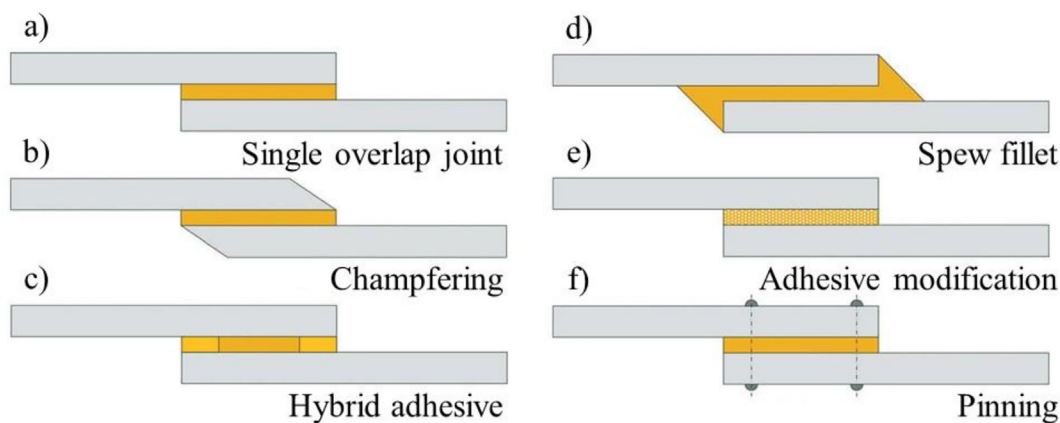 a)
Single overlap joint
b)
Champfering
c)
Hybrid adhesive
d)
Spew fillet
e)
Adhesive modification
f)
Pinning